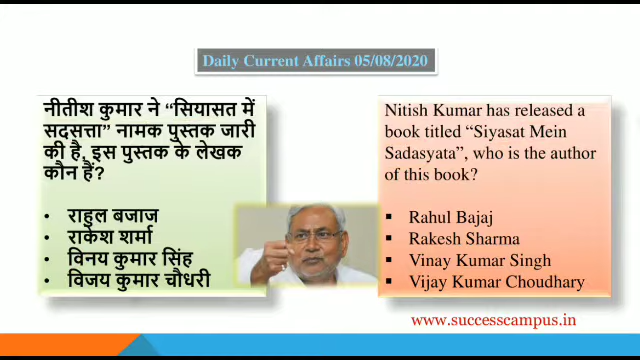 Daily Current Affairs 05/08/2020
नीतीश कुमार ने “सियासत में
सदसत्ता” नामक पुस्तक जारी
की है, इस पुस्तक के लेखक
कौन हैं?
• राहुल बजाज
• राकेश शर्मा
• विनय कुमार सिंह
• विजय कुमार चौधरी
Nitish Kumar has released a
book titled “Siyasat Mein
Sadasyata”, who is the author
of this book?
▪ Rahul Bajaj
▪ Rakesh Sharma
▪ Vinay Kumar Singh
▪ Vijay Kumar Choudhary
www.successcampus.in